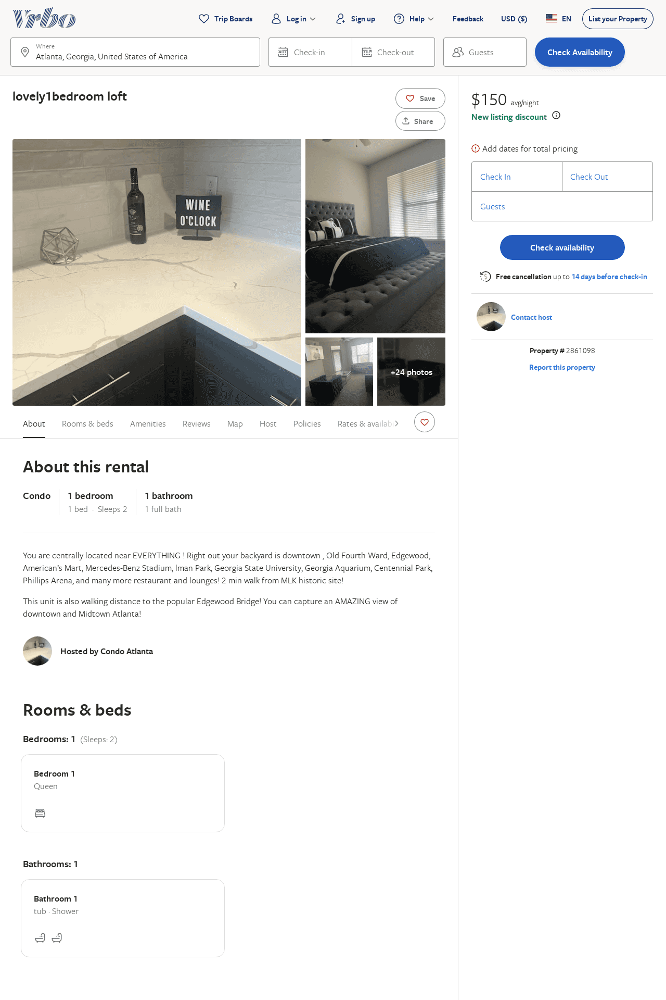 Vrbo
Trip Boards
Log in
Sign up
Help
Feedback
USD ($)
EN
List your Property
Where
Atlanta, Georgia, United States of America
Check-in
Check-out
Guests
Check Availability
lovely1bedroom loft
Save
Share
WINE
O'CLOCK
+24 photos
$150 avg/night
New listing discount
Add dates for total pricing
Check In
Check Out
Guests
Check availability
Free cancellation up to 14 days before check-in
Contact host
Property # 2861098
Report this property
About
Rooms & beds
Amenities
Reviews
Map
Host
Policies
Rates & availabi
About this rental
Condo
1 bedroom
1 bed · Sleeps 2
1 bathroom
1 full bath
You are centrally located near EVERYTHING ! Right out your backyard is downtown , Old Fourth Ward, Edgewood,
American's Mart, Mercedes-Benz Stadium, lman Park, Georgia State University, Georgia Aquarium, Centennial Park,
Phillips Arena, and many more restaurant and lounges! 2 min walk from MLK historic site!
This unit is also walking distance to the popular Edgewood Bridge! You can capture an AMAZING view of
downtown and Midtown Atlanta!
Hosted by Condo Atlanta
Rooms & beds
Bedrooms: 1 (Sleeps: 2)
Bedroom 1
Queen
Bathrooms: 1
Bathroom 1
tub · Shower